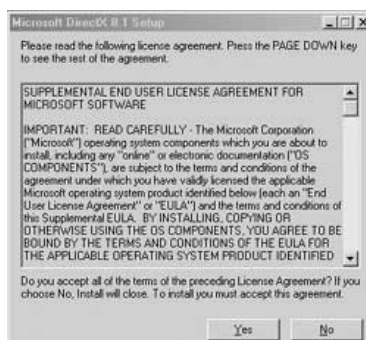 Microsoft DirectX 8.1 Setup
Please read the following license agreement. Press the PAGE DOWN key
to see the rest of the agreement.
SUPPLEMENTAL END USER LICENSE AGREEMENT FOR
MICROSOFT SOFTWARE
IMPORTANT: READ CAREFULLY - The Microsoft Corporation
("Microsoft") operating system components which you are about to
install, including any "online" or electronic documentation ("OS
COMPONENTS"), are subject to the terms and conditions of the
agreement under which you have validly licensed the applicable
Microsoft operating system product identified below (each an "End
User License Agreement" or "EULA") and the terms and conditions of
this Supplemental EULA. BY INSTALLING, COPYING OR
OTHERWISE USING THE OS COMPONENTS, YOU AGREE TO BE
BOUND BY THE TERMS AND CONDITIONS OF THE EULA FOR
THE APPLICABLE OPERATING SYSTEM PRODUCT IDENTIFIED
Do you accept all of the terms of the preceding License Agreement? If you
choose No, Install will close. To install you must accept this agreement.
Yes No